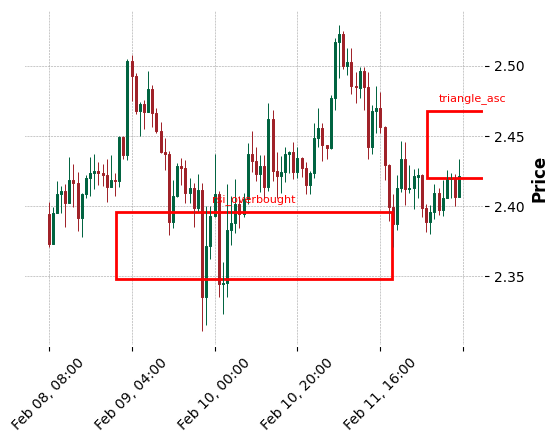 2.50
triangle_asc
2.45
Price
2.40
rsi_overbought
2.35
Feb 08, 08:00
Feb 09, 04:00
Feb 10, 00:00
Feb 10, 20:00
Feb 11, 16:00